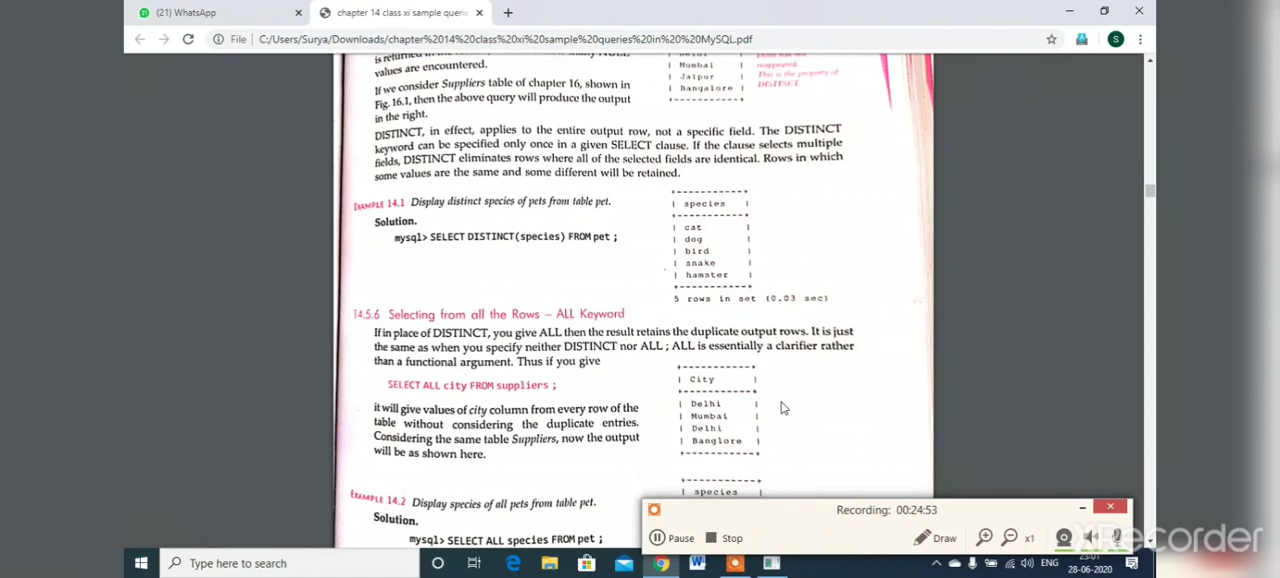 (21) WhatsApp
chapter 14 class xi sample querie
File
C:/Users/Surya/Downloads/chapter%2014%20class%20xi%20sample%20queries%20in%20%20MySQL.pdf
S
values are encountered.
If we consider Suppliers table of chapter 16, shown in
Fig. 16.1, then the above query will produce the output
in the right.
| Mumbai |
| Jaipur |
| Bangalore |
+-----------+
reappeared.
This is the property of
DISTINCT.
DISTINCT, in effect, applies to the entire output row, not a specific field. The DISTINCT
keyword can be specified only once in a given SELECT clause. If the clause selects multiple
fields, DISTINCT eliminates rows where all of the selected fields are identical. Rows in which
some values are the same and some different will be retained.
EXAMPLE 14.1 Display distinct species of pets from table pet.
Solution.
mysql> SELECT DISTINCT(species) FROM pet ;
+-----------+
| species |
+-----------+
| cat |
| dog |
| bird |
| snake |
| hamster |
+-----------+
5 rows in set (0.03 sec)
14.5.6 Selecting from all the Rows – ALL Keyword
If in place of DISTINCT, you give ALL then the result retains the duplicate output rows. It is just
the same as when you specify neither DISTINCT nor ALL ; ALL is essentially a clarifier rather
than a functional argument. Thus if you give
SELECT ALL city FROM suppliers ;
it will give values of city column from every row of the
table without considering the duplicate entries.
Considering the same table Suppliers, now the output
will be as shown here.
+-----------+
| City |
+-----------+
| Delhi |
| Mumbai |
| Delhi |
| Banglore |
+-----------+
EXAMPLE 14.2 Display species of all pets from table pet.
Solution.
mysql> SELECT ALL species FROM pet ;
+-----------+
| species |
Recording: 00:24:53
Pause
Stop
Draw
x1
XRecorder
Type here to search
ENG
23:01
28-06-2020